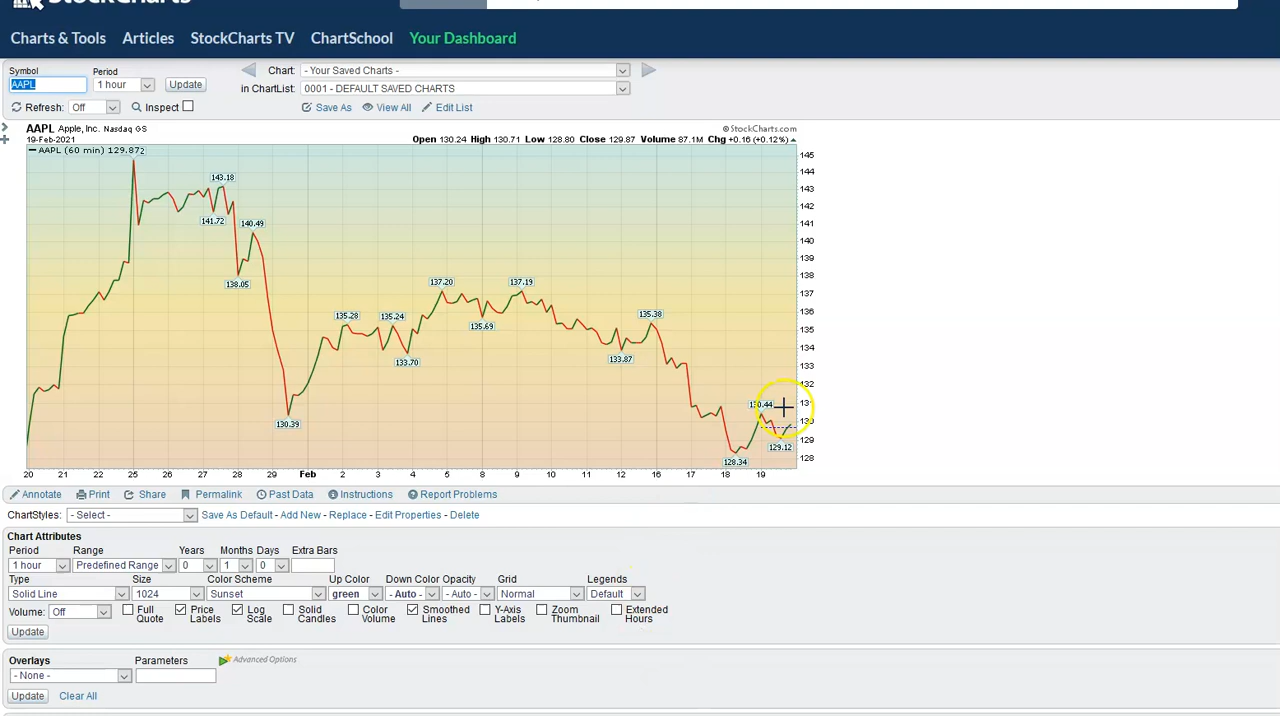 StockCharts
Charts & Tools Articles StockCharts TV ChartSchool Your Dashboard
Symbol Period
AAPL 1 hour Update Chart: - Your Saved Charts -
in ChartList: 0001 - DEFAULT SAVED CHARTS
Refresh: Off Inspect Save As View All Edit List
AAPL Apple, Inc. Nasdaq GS © StockCharts.com
19-Feb-2021 Open 130.24 High 130.71 Low 128.80 Close 129.87 Volume 87.1M Chg +0.16 (+0.12%)
AAPL (60 min) 129.872
145
144
143.18 143
142
141.72 140.49 141
140
139
138.05 138
137.20 137.19 137
135.28 135.24 135.69 135.38 136
135
133.70 133.87 134
133
132
130.44 131
130.39 130
129.12 129
128.34 128
20 21 22 25 26 27 28 29 Feb 2 3 4 5 8 9 10 11 12 16 17 18 19
Annotate Print Share Permalink Past Data Instructions Report Problems
ChartStyles: - Select - Save As Default - Add New - Replace - Edit Properties - Delete
Chart Attributes
Period Range Years Months Days Extra Bars
1 hour Predefined Range 0 1 0
Type Size Color Scheme Up Color Down Color Opacity Grid Legends
Solid Line 1024 Sunset green - Auto - - Auto - Normal Default
Volume: Off Full Quote Price Labels Log Scale Solid Candles Color Volume Smoothed Lines Y-Axis Labels Zoom Thumbnail Extended Hours
Update
Overlays Parameters Advanced Options
- None -
Update Clear All